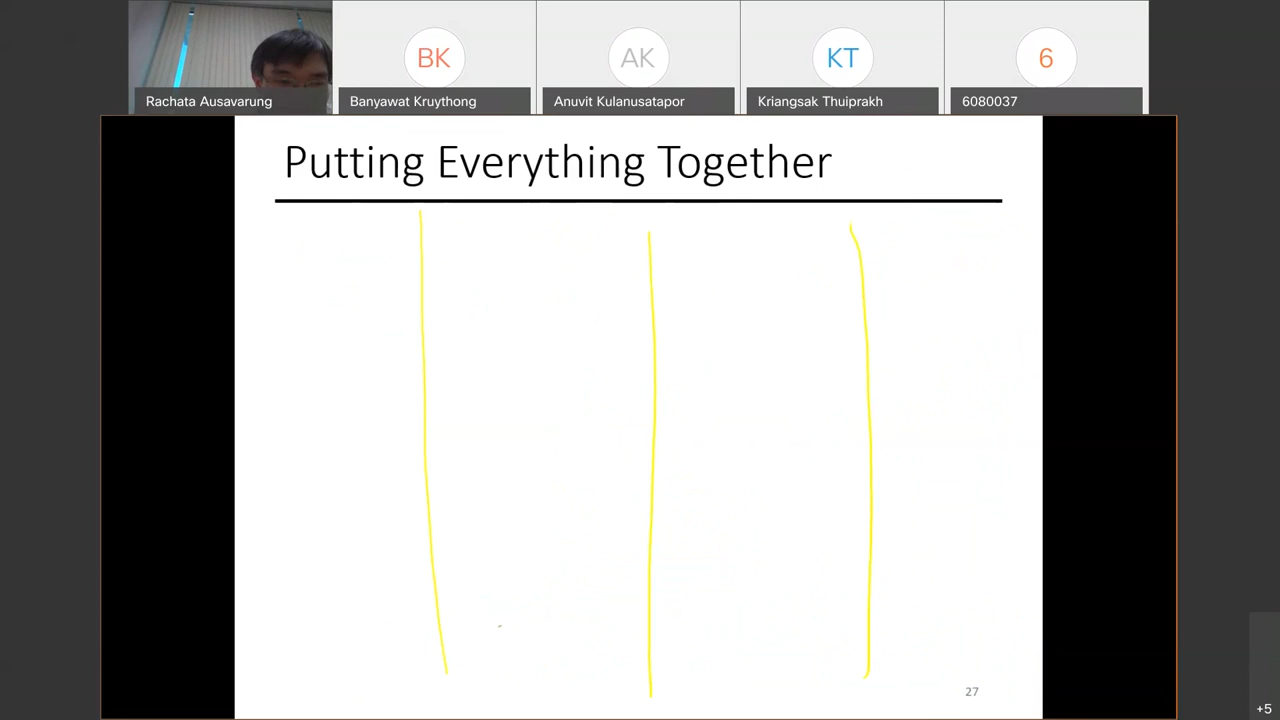 BK
AK
KT
6
Rachata Ausavarung
Banyawat Kruythong
Anuvit Kulanusatapor
Kriangsak Thuiprakh
6080037
Putting Everything Together
27
+5